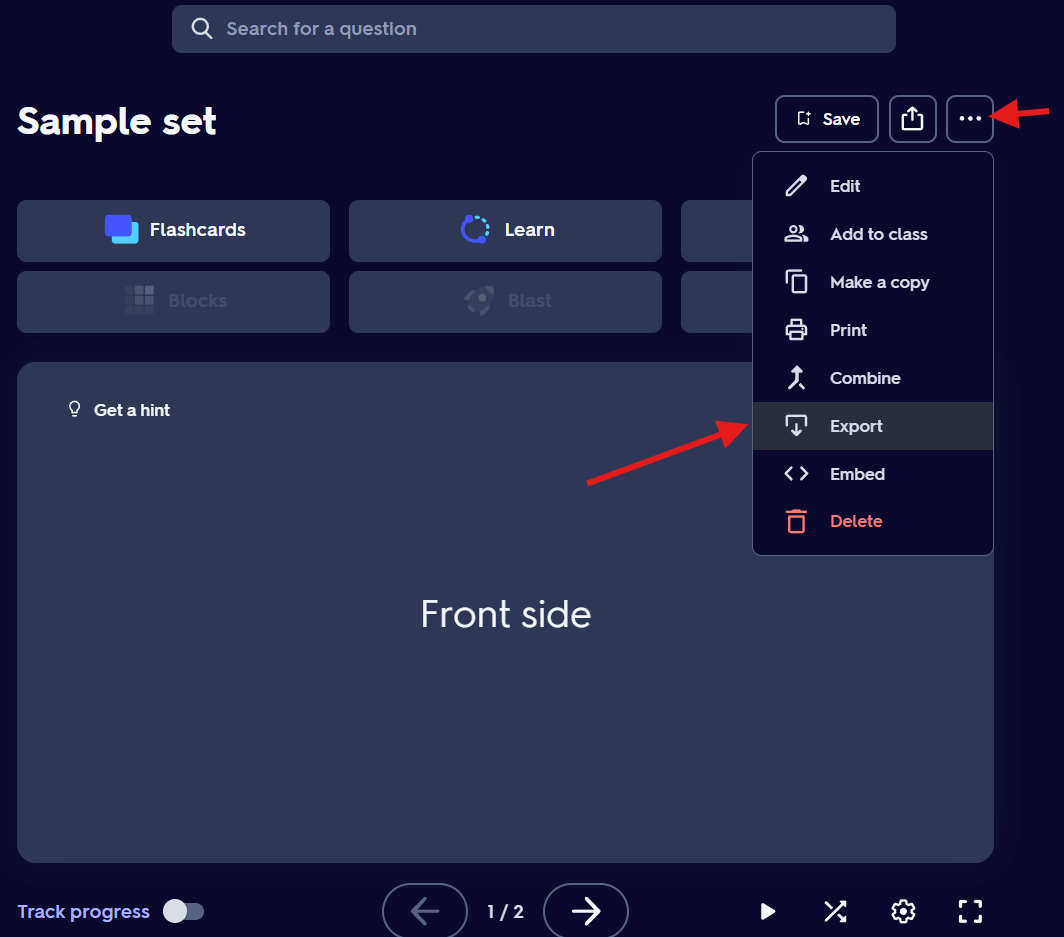 Search for a question
Sample set
Save
Edit
Add to class
Make a copy
Print
Combine
Export
Embed
Delete
Flashcards
Learn
Blocks
Blast
Get a hint
Front side
Track progress
1 / 2